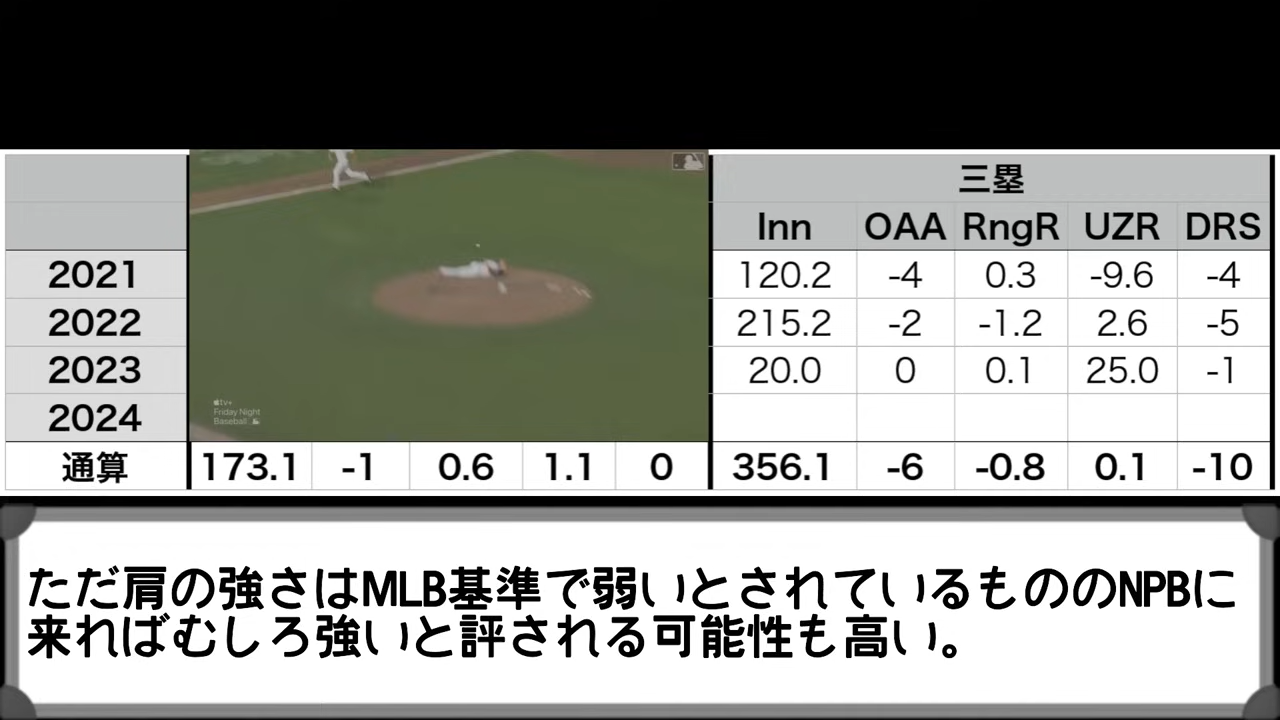 三塁
Inn OAA RngR UZR DRS
2021 120.2 -4 0.3 -9.6 -4
2022 215.2 -2 -1.2 2.6 -5
2023 20.0 0 0.1 25.0 -1
2024
tv+
Friday Night
Baseball
通算 173.1 -1 0.6 1.1 0 356.1 -6 -0.8 0.1 -10
ただ肩の強さはMLB基準で弱いとされているもののNPBに
来ればむしろ強いと評される可能性も高い。